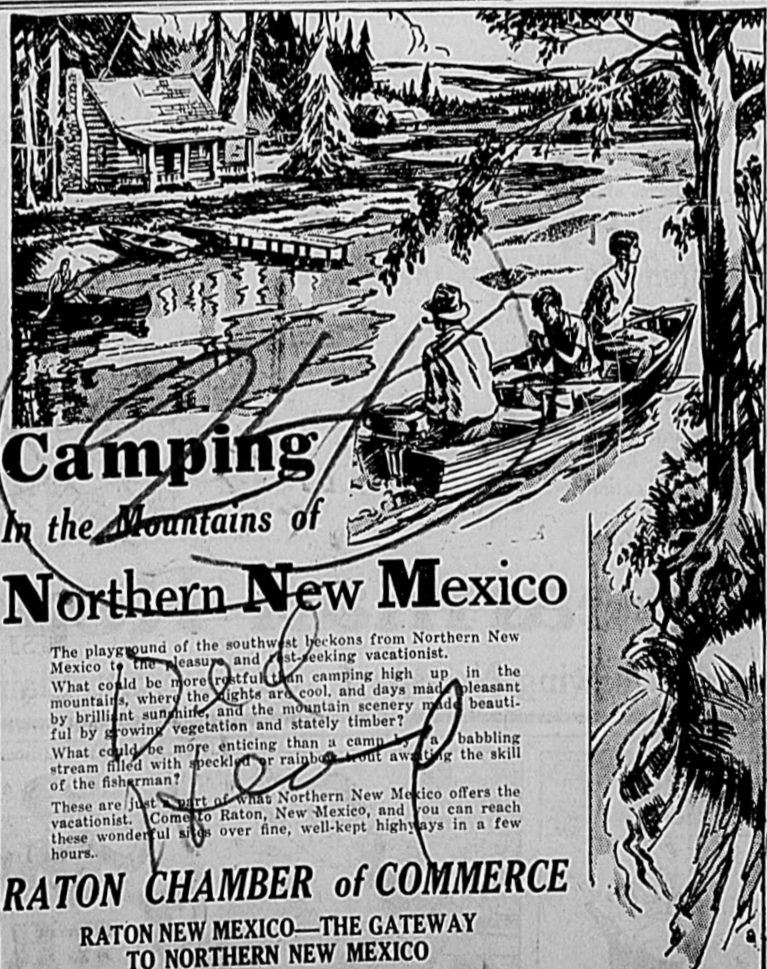 Camping
In the Mountains of
Northern New Mexico
The playground of the southwest beckons from Northern New
Mexico to the pleasure and rest-seeking vacationist.
What could be more restful than camping high up in the
mountains, where the nights are cool, and days made pleasant
by brilliant sunshine, and the mountain scenery made beauti-
ful by growing vegetation and stately timber?
What could be more enticing than a camp by a babbling
stream filled with speckled or rainbow trout awaiting the skill
of the fisherman?
These are just a part of what Northern New Mexico offers the
vacationist. Come to Raton, New Mexico, and you can reach
these wonderful sites over fine, well-kept highways in a few
hours..
RATON CHAMBER of COMMERCE
RATON NEW MEXICO—THE GATEWAY
TO NORTHERN NEW MEXICO